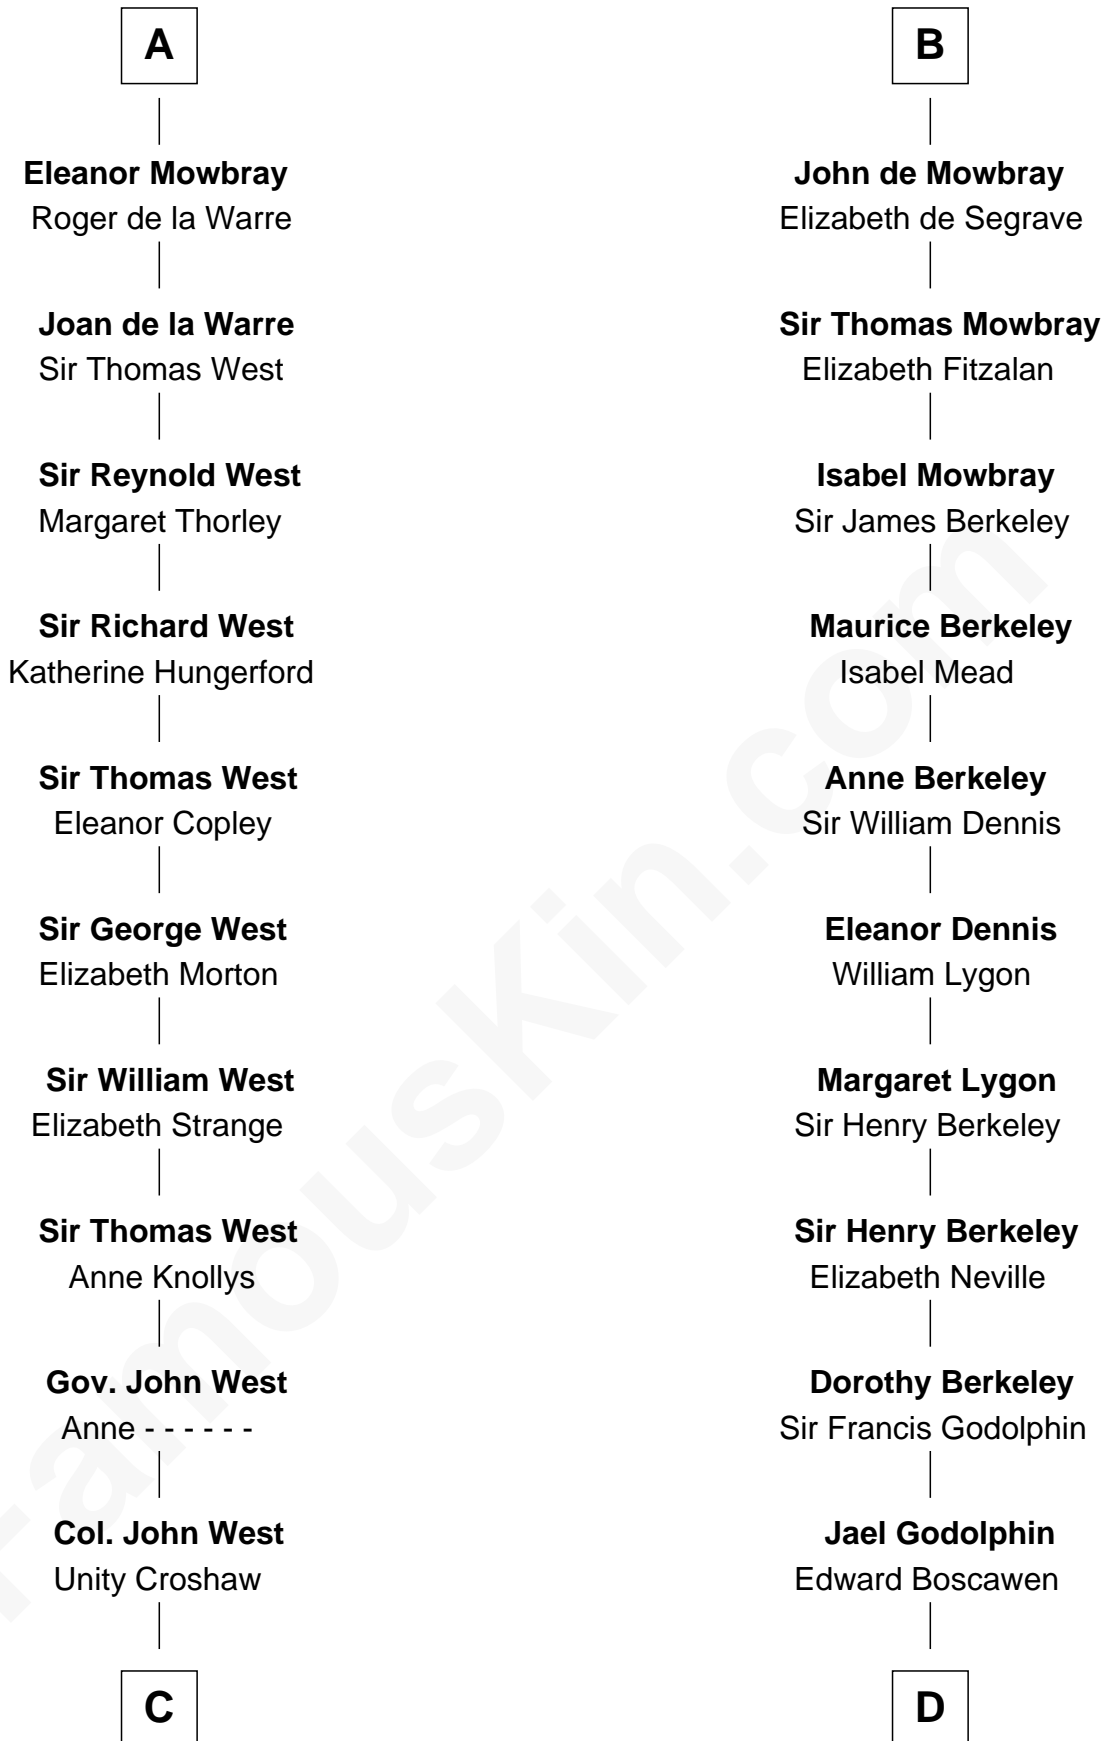 A
Eleanor Mowbray
Roger de la Warre
Joan de la Warre
Sir Thomas West
Sir Reynold West
Margaret Thorley
Sir Richard West
Katherine Hungerford
Sir Thomas West
Eleanor Copley
Sir George West
Elizabeth Morton
Sir William West
Elizabeth Strange
Sir Thomas West
Anne Knollys
Gov. John West
Anne - - - - - -
Col. John West
Unity Croshaw
C
B
John de Mowbray
Elizabeth de Segrave
Sir Thomas Mowbray
Elizabeth Fitzalan
Isabel Mowbray
Sir James Berkeley
Maurice Berkeley
Isabel Mead
Anne Berkeley
Sir William Dennis
Eleanor Dennis
William Lygon
Margaret Lygon
Sir Henry Berkeley
Sir Henry Berkeley
Elizabeth Neville
Dorothy Berkeley
Sir Francis Godolphin
Jael Godolphin
Edward Boscawen
D
FamousKin.com